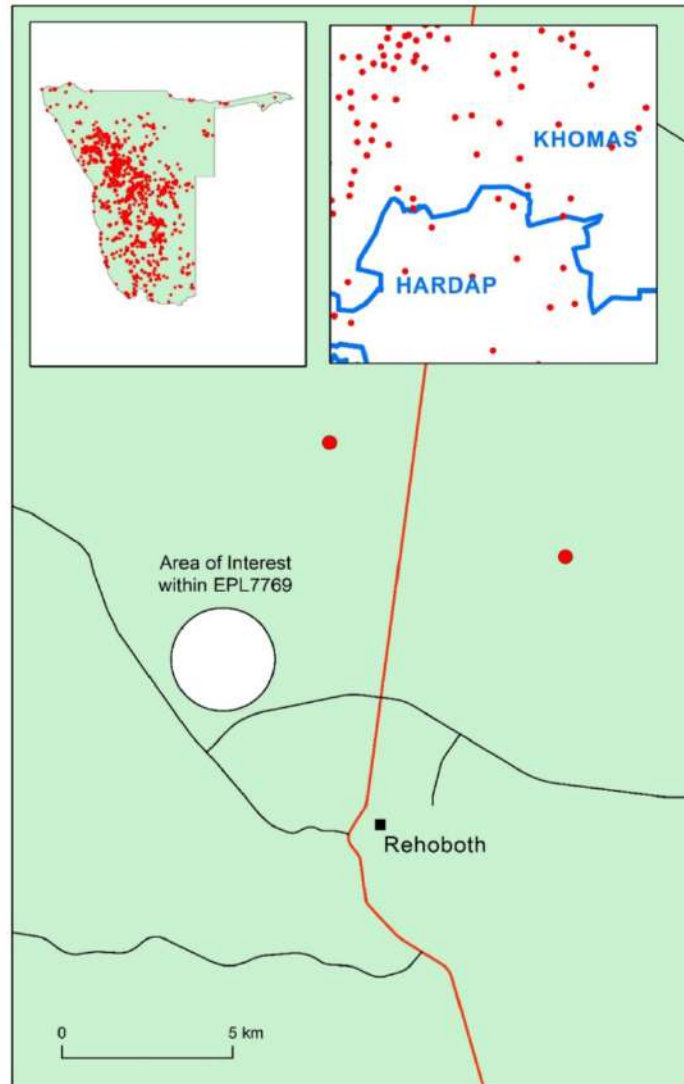 KHOMAS
HARDAP
Area of Interest
within EPL7769
Rehoboth
0 5 km